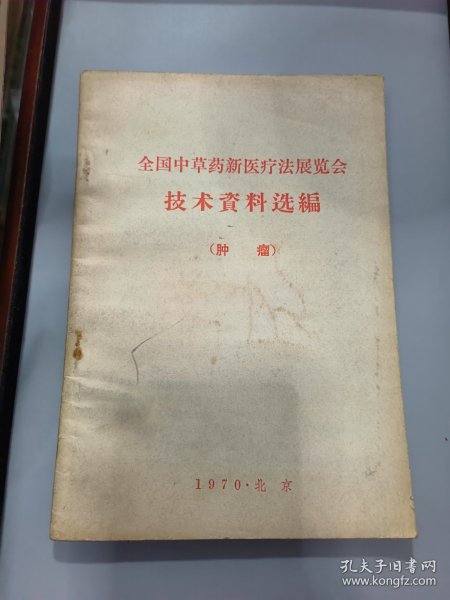 全国中草药新医疗法展览会
技术資料选編
（肿 瘤）
1970·北京
孔夫子旧书网
www.kongfz.com